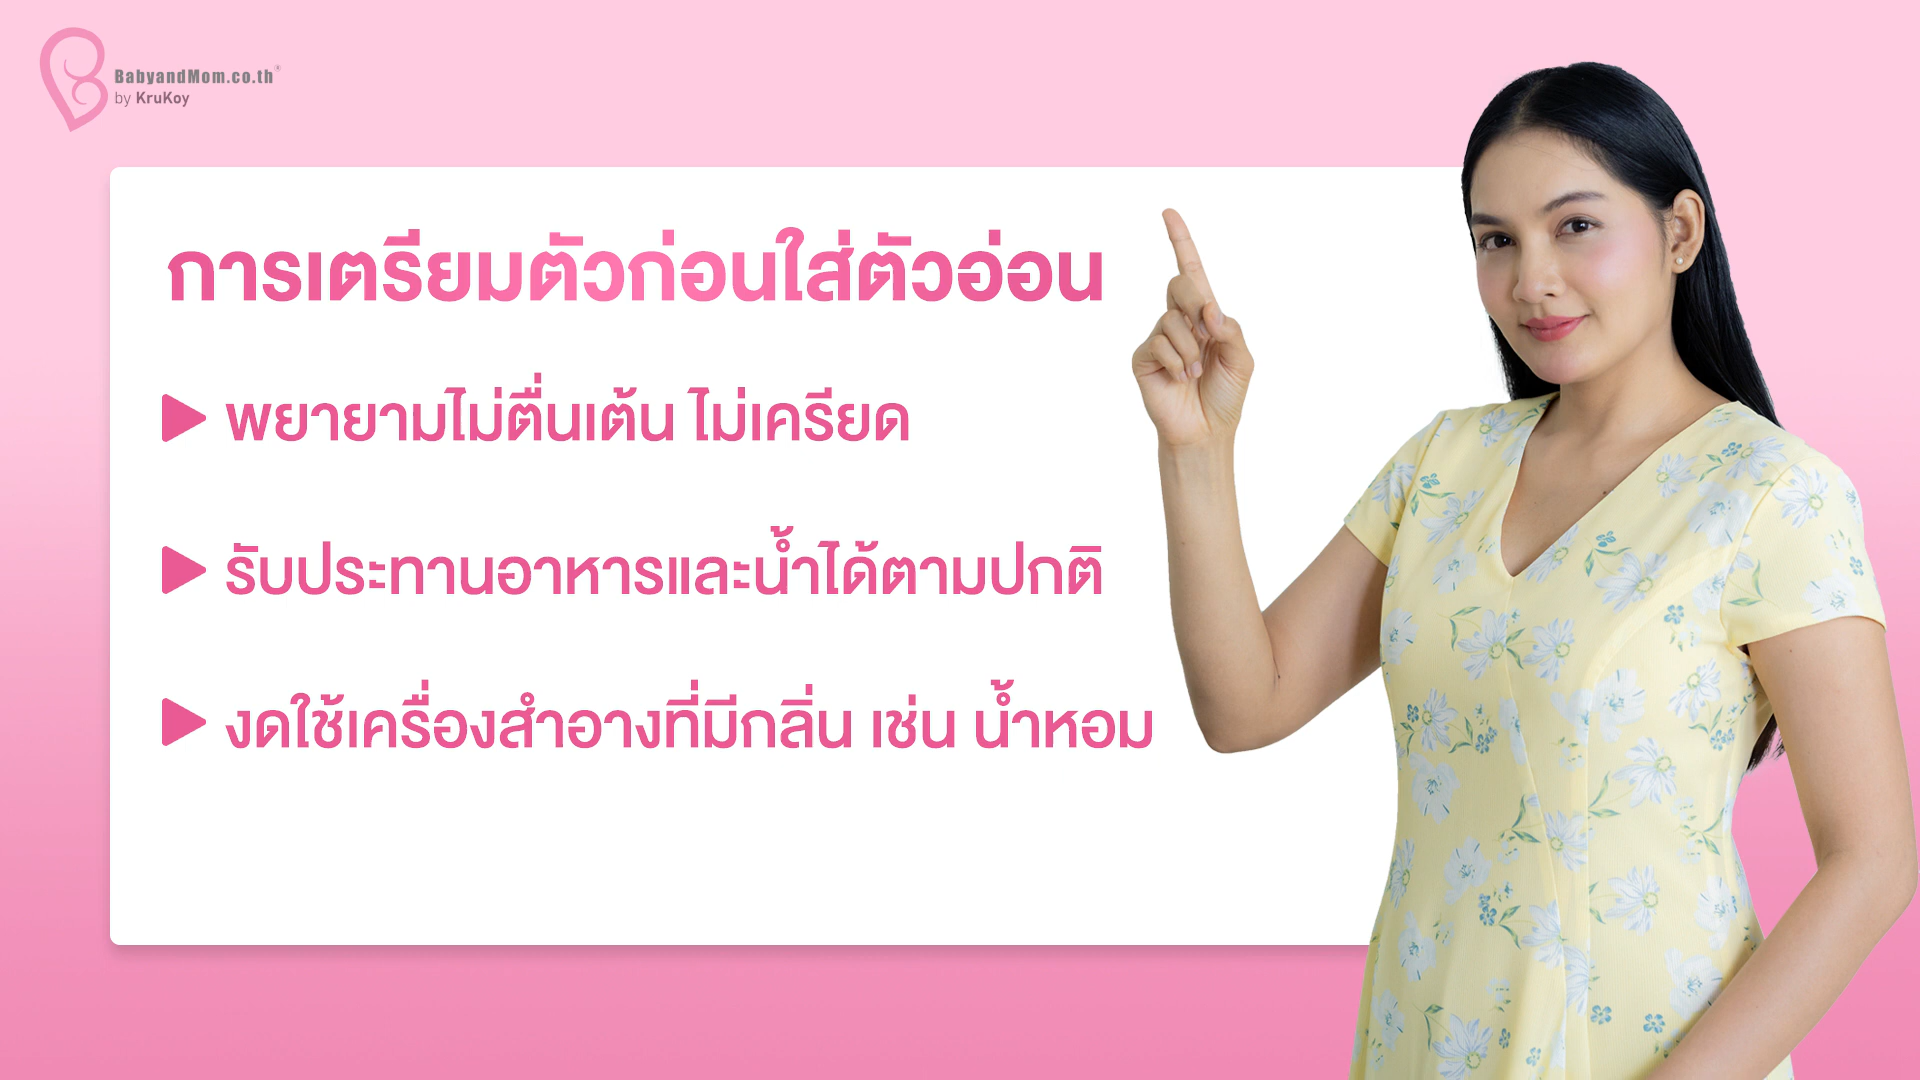 BabyandMom.co.th®
by KruKoy
การเตรียมตัวก่อนใส่ตัวอ่อน
พยายามไม่ตื่นเต้น ไม่เครียด
รับประทานอาหารและน้ำได้ตามปกติ
งดใช้เครื่องสำอางที่มีกลิ่น เช่น น้ำหอม